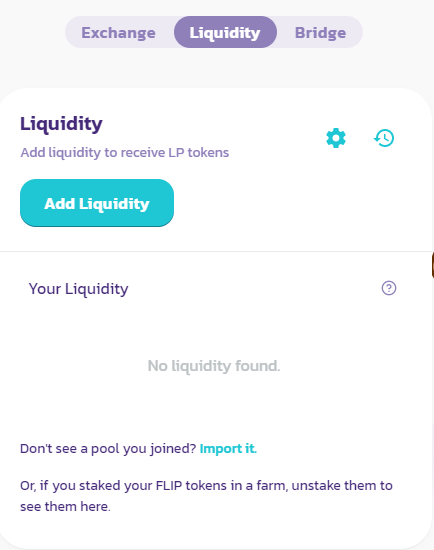 Exchange Liquidity Bridge
Liquidity
Add liquidity to receive LP tokens
Add Liquidity
Your Liquidity
No liquidity found.
Don't see a pool you joined? Import it.
Or, if you staked your FLIP tokens in a farm, unstake them to
see them here.